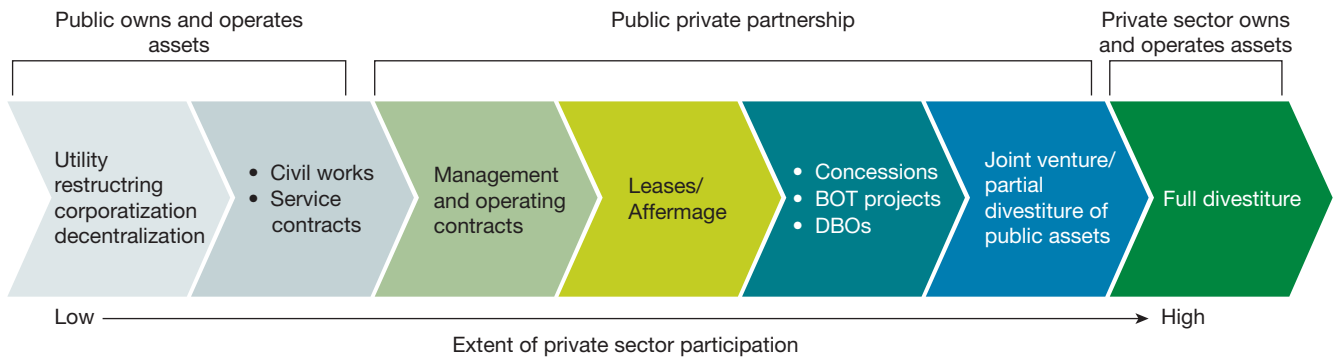 Public owns and operates
assets
Public private partnership
Private sector owns
and operates assets
Utility
restructring
corporatization
decentralization
• Civil works
• Service
contracts
Management
and operating
contracts
Leases/
Affermage
• Concessions
• BOT projects
• DBOs
Joint venture/
partial
divestiture of
public assets
Full divestiture
Low
High
Extent of private sector participation